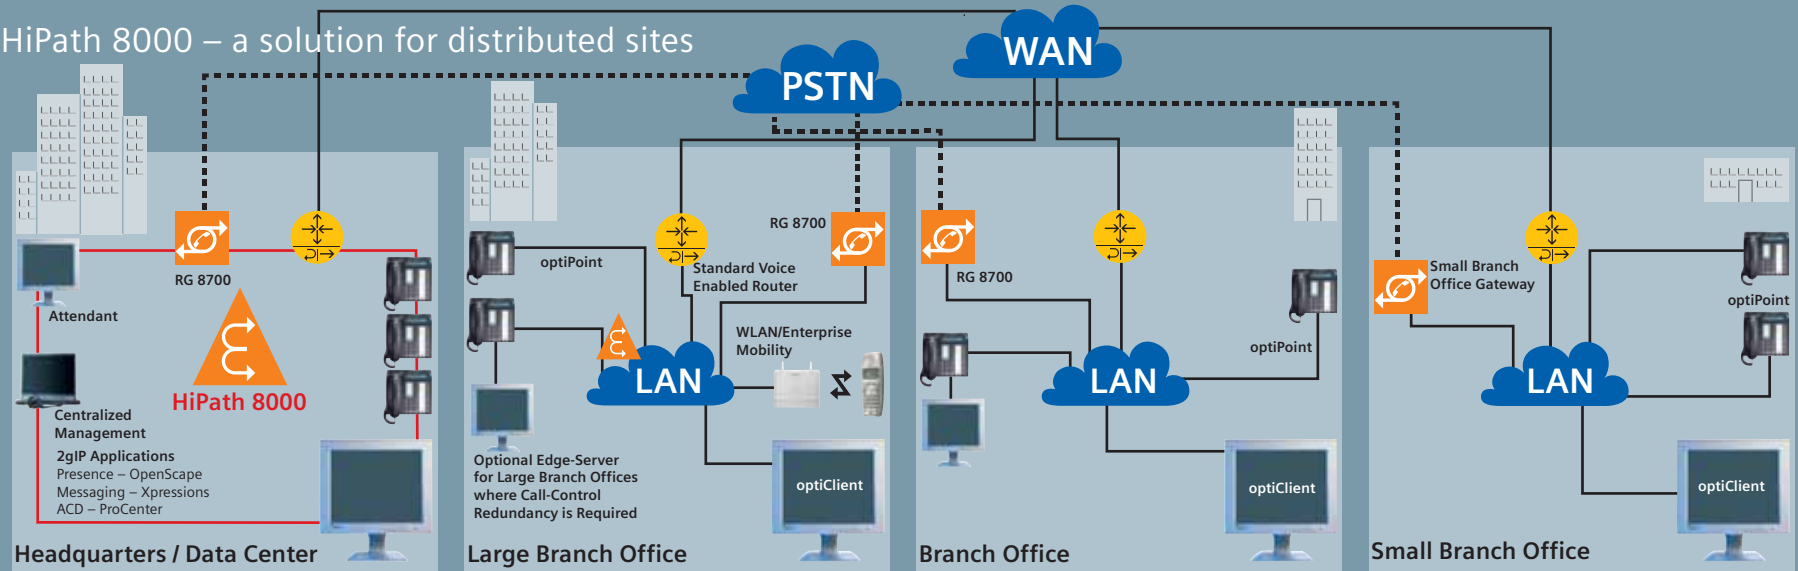 HiPath 8000 – a solution for distributed sites
WAN
PSTN
RG 8700
Attendant
HiPath 8000
Centralized
Management
2gIP Applications
Presence – OpenScape
Messaging – Xpressions
ACD – ProCenter
Headquarters / Data Center
optiPoint
Standard Voice
Enabled Router
RG 8700
WLAN/Enterprise
Mobility
LAN
Optional Edge-Server
for Large Branch Offices
where Call-Control
Redundancy is Required
optiClient
Large Branch Office
RG 8700
optiPoint
LAN
optiClient
Branch Office
Small Branch
Office Gateway
optiPoint
LAN
optiClient
Small Branch Office